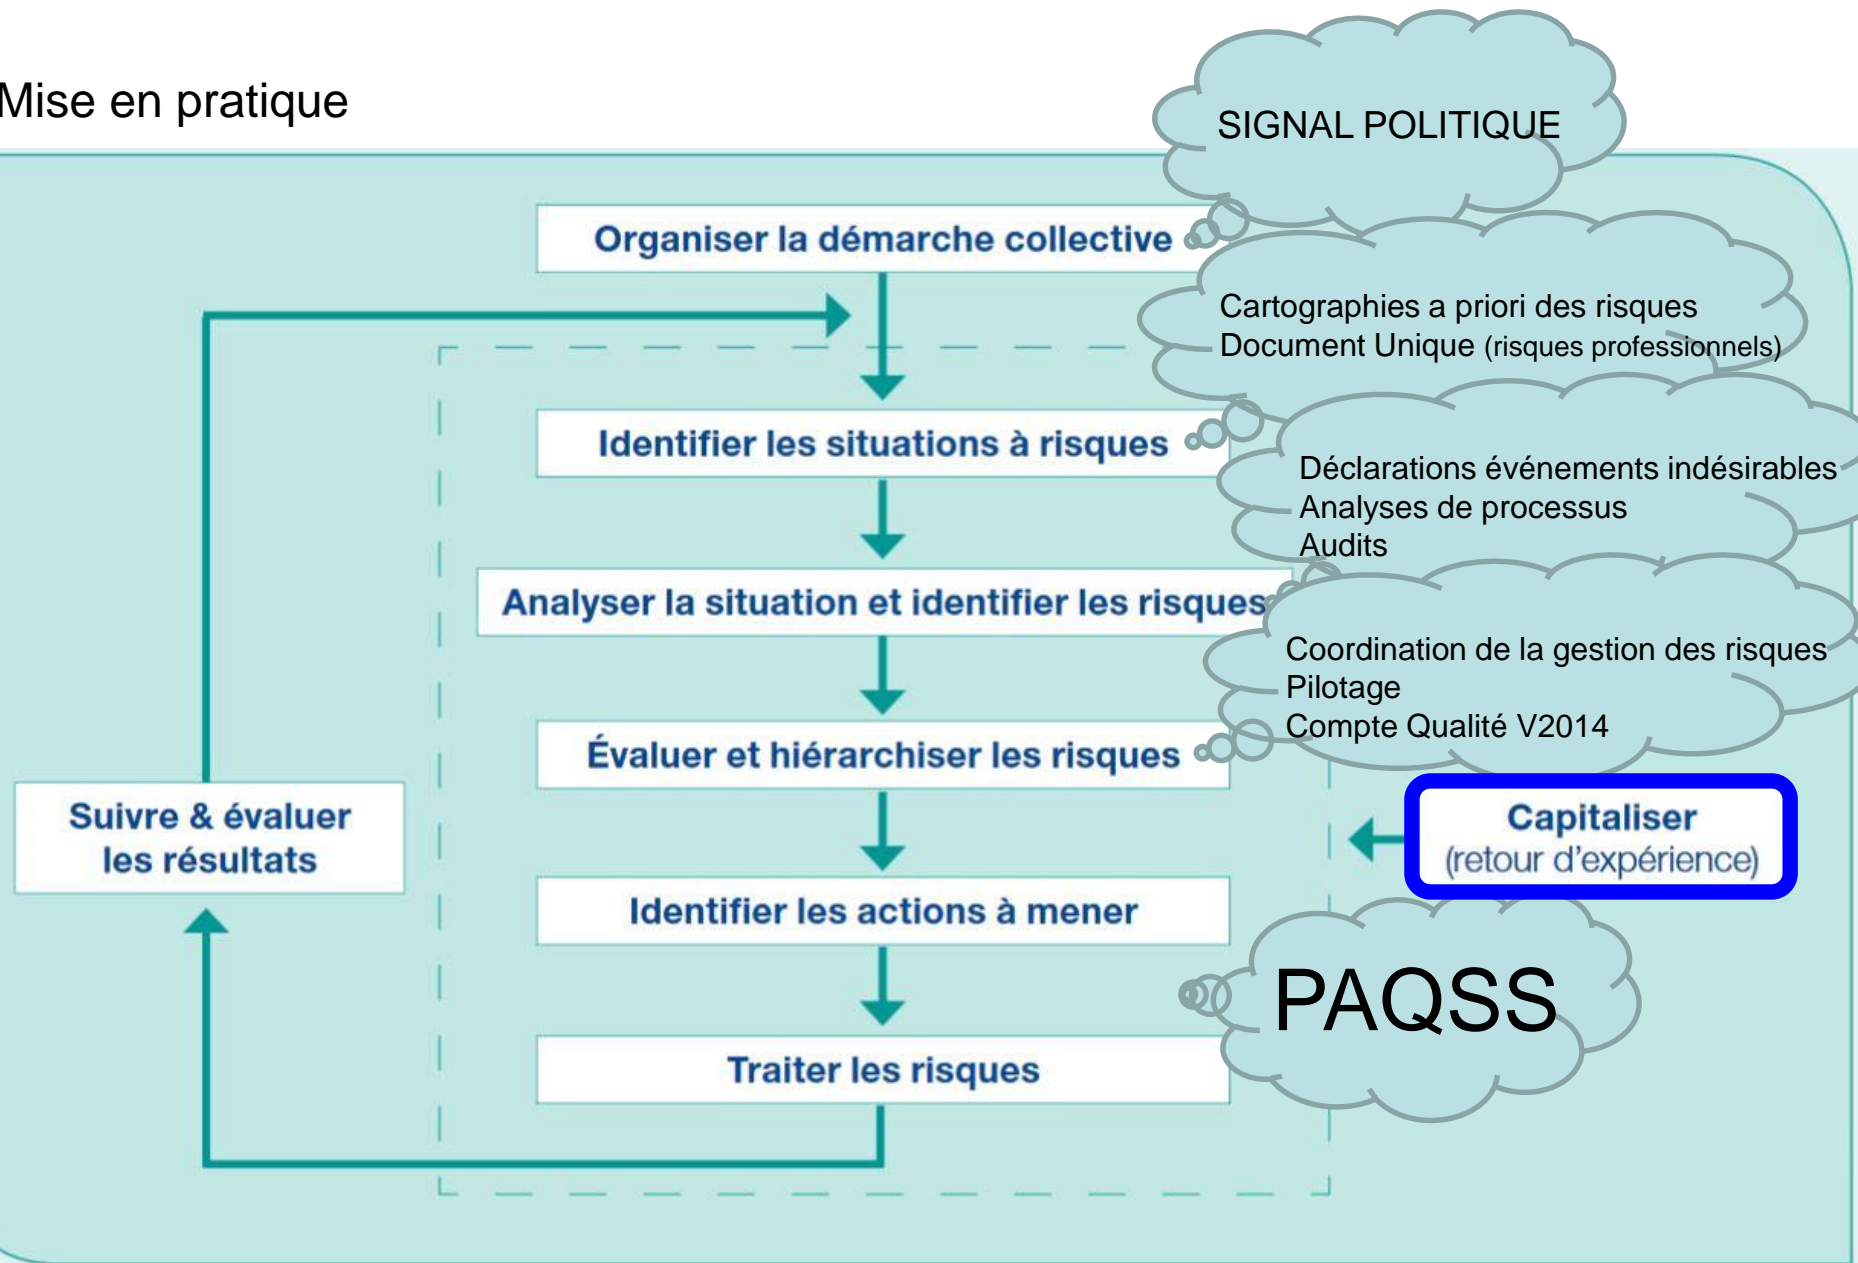 Mise en pratique
SIGNAL POLITIQUE
Organiser la démarche collective
Cartographies a priori des risques
Document Unique (risques professionnels)
Identifier les situations à risques
Déclarations événements indésirables
Analyses de processus
Audits
Analyser la situation et identifier les risques
Coordination de la gestion des risques
Pilotage
Compte Qualité V2014
Évaluer et hiérarchiser les risques
Suivre & évaluer
les résultats
Capitaliser
(retour d'expérience)
Identifier les actions à mener
PAQSS
Traiter les risques